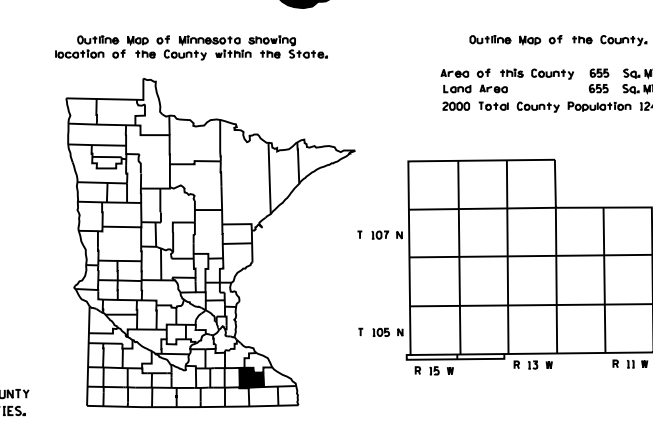 Outline Map of Minnesota showing
location of the County within the State.
Outline Map of the County.
Area of this County 655 Sq. M
Land Area 655 Sq. M
2000 Total County Population 124
T 107 N
T 105 N
R 15 W
R 13 W
R 11 W
UNTY
IES.